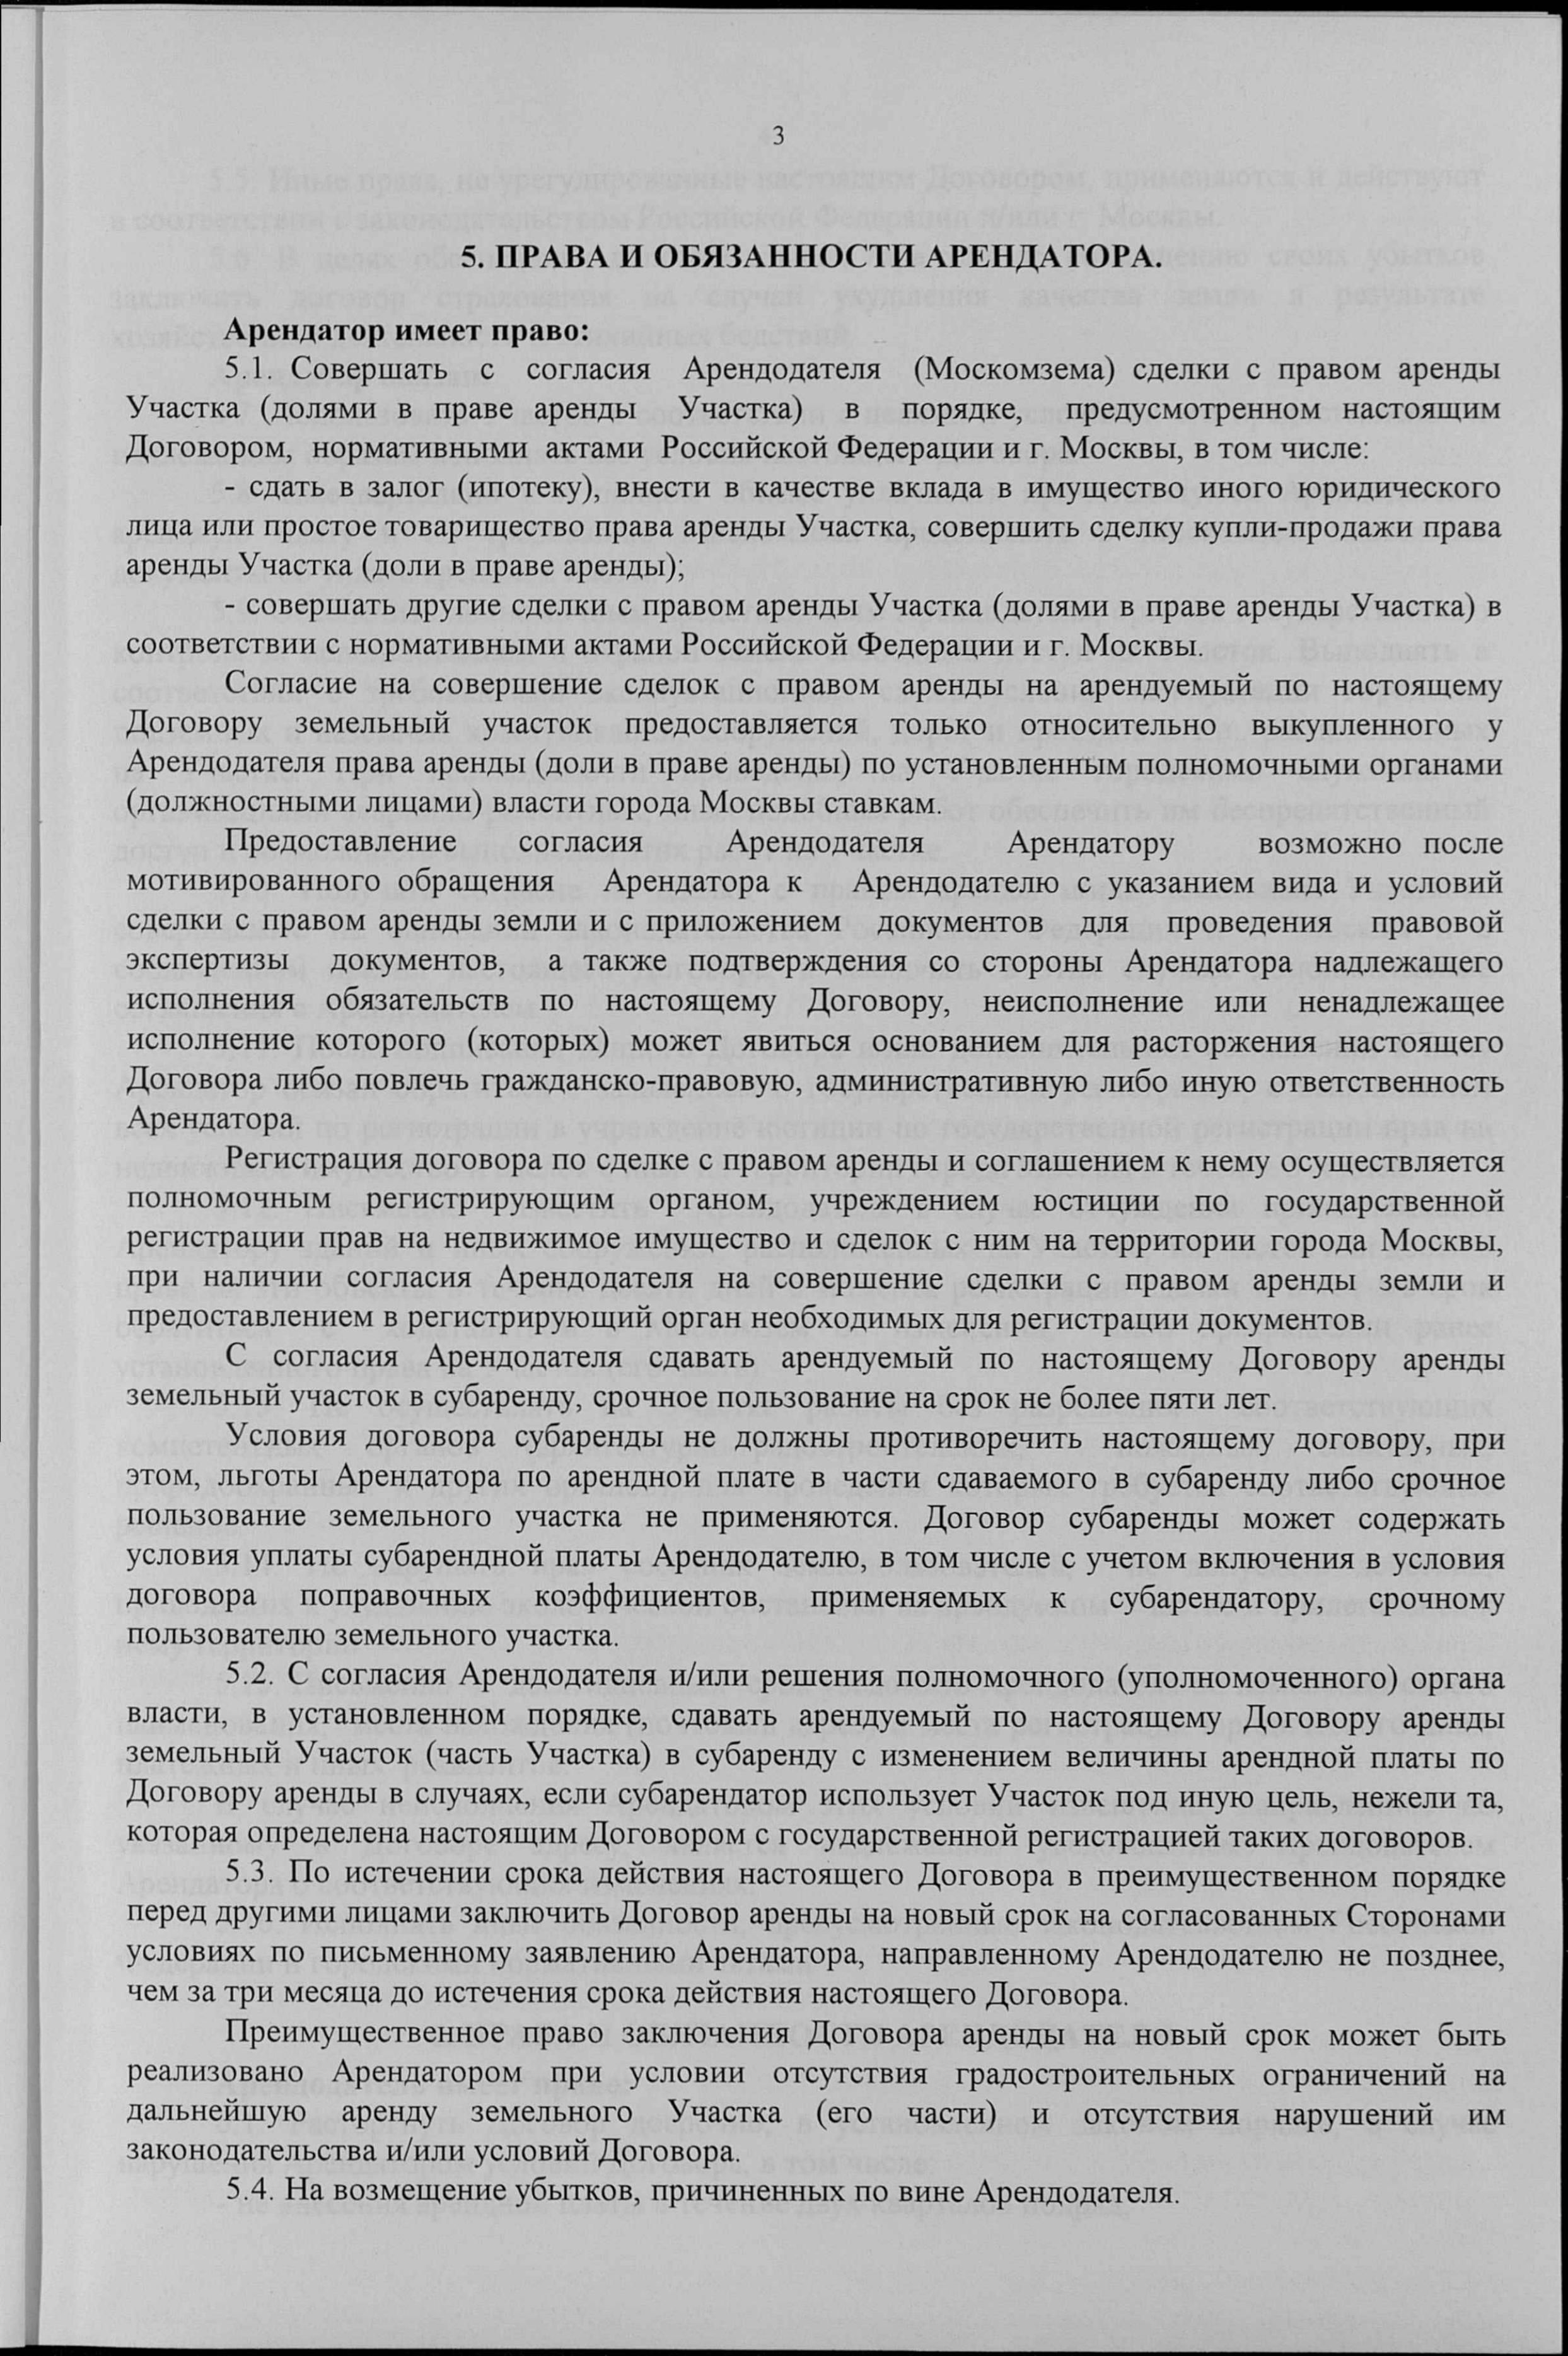 3
5. ПРАВА И ОБЯЗАННОСТИ АРЕНДАТОРА.
Арендатор имеет право:
5.1. Совершать с согласия Арендодателя (Москомзема) сделки с правом аренды
Участка (долями в праве аренды Участка) в порядке, предусмотренном настоящим
Договором, нормативными актами Российской Федерации и г. Москвы, в том числе:
- сдать в залог (ипотеку), внести в качестве вклада в имущество иного юридического
лица или простое товарищество права аренды Участка, совершить сделку купли-продажи права
аренды Участка (доли в праве аренды);
- совершать другие сделки с правом аренды Участка (долями в праве аренды Участка) в
соответствии с нормативными актами Российской Федерации и г. Москвы.
Согласие на совершение сделок с правом аренды на арендуемый по настоящему
Договору земельный участок предоставляется только относительно выкупленного у
Арендодателя права аренды (доли в праве аренды) по установленным полномочными органами
(должностными лицами) власти города Москвы ставкам.
Предоставление согласия Арендодателя Арендатору возможно после
мотивированного обращения Арендатора к Арендодателю с указанием вида и условий
сделки с правом аренды земли и с приложением документов для проведения правовой
экспертизы документов, а также подтверждения со стороны Арендатора надлежащего
исполнения обязательств по настоящему Договору, неисполнение или ненадлежащее
исполнение которого (которых) может явиться основанием для расторжения настоящего
Договора либо повлечь гражданско-правовую, административную либо иную ответственность
Арендатора.
Регистрация договора по сделке с правом аренды и соглашением к нему осуществляется
полномочным регистрирующим органом, учреждением юстиции по государственной
регистрации прав на недвижимое имущество и сделок с ним на территории города Москвы,
при наличии согласия Арендодателя на совершение сделки с правом аренды земли и
предоставлением в регистрирующий орган необходимых для регистрации документов.
С согласия Арендодателя сдавать арендуемый по настоящему Договору аренды
земельный участок в субаренду, срочное пользование на срок не более пяти лет.
Условия договора субаренды не должны противоречить настоящему договору, при
этом, льготы Арендатора по арендной плате в части сдаваемого в субаренду либо срочное
пользование земельного участка не применяются. Договор субаренды может содержать
условия уплаты субарендной платы Арендодателю, в том числе с учетом включения в условия
договора поправочных коэффициентов, применяемых к субарендатору, срочному
пользователю земельного участка.
5.2. С согласия Арендодателя и/или решения полномочного (уполномоченного) органа
власти, в установленном порядке, сдавать арендуемый по настоящему Договору аренды
земельный Участок (часть Участка) в субаренду с изменением величины арендной платы по
Договору аренды в случаях, если субарендатор использует Участок под иную цель, нежели та,
которая определена настоящим Договором с государственной регистрацией таких договоров.
5.3. По истечении срока действия настоящего Договора в преимущественном порядке
перед другими лицами заключить Договор аренды на новый срок на согласованных Сторонами
условиях по письменному заявлению Арендатора, направленному Арендодателю не позднее,
чем за три месяца до истечения срока действия настоящего Договора.
Преимущественное право заключения Договора аренды на новый срок может быть
реализовано Арендатором при условии отсутствия градостроительных ограничений на
дальнейшую аренду земельного Участка (его части) и отсутствия нарушений им
законодательства и/или условий Договора.
5.4. На возмещение убытков, причиненных по вине Арендодателя.